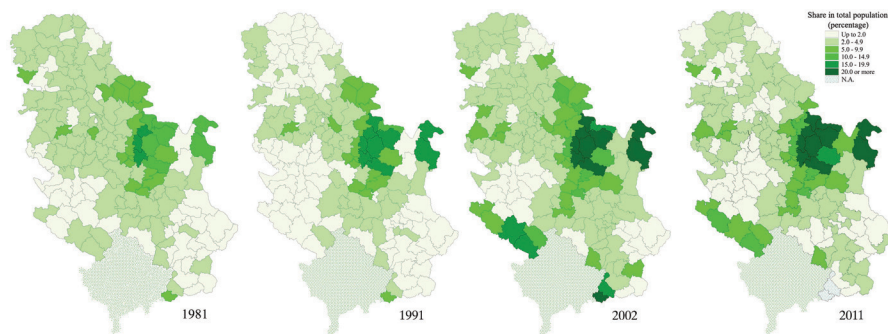 Share in total population
(percentage)
Up to 2.0
2.0 - 4.9
5.0 - 9.9
10.0 - 14.9
15.0 - 19.9
20.0 or more
N.A.
1981
1991
2002
2011